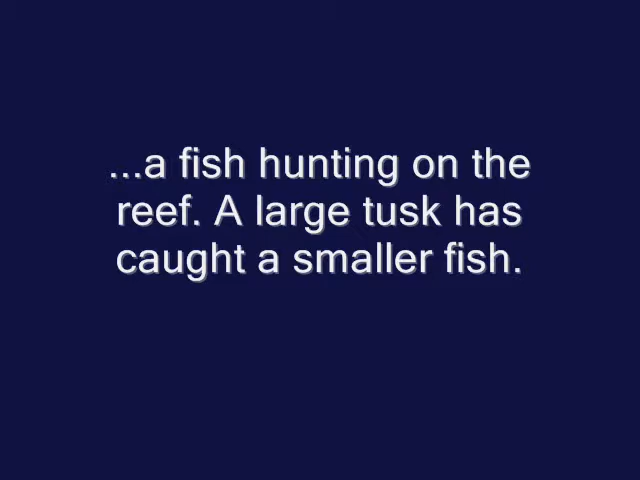 ...a fish hunting on the
reef. A large tusk has
caught a smaller fish.